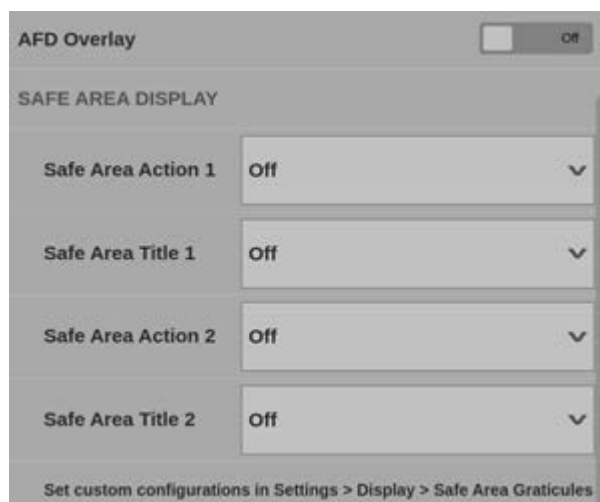 AFD Overlay Off
SAFE AREA DISPLAY
Safe Area Action 1 Off
Safe Area Title 1 Off
Safe Area Action 2 Off
Safe Area Title 2 Off
Set custom configurations in Settings > Display > Safe Area Graticules